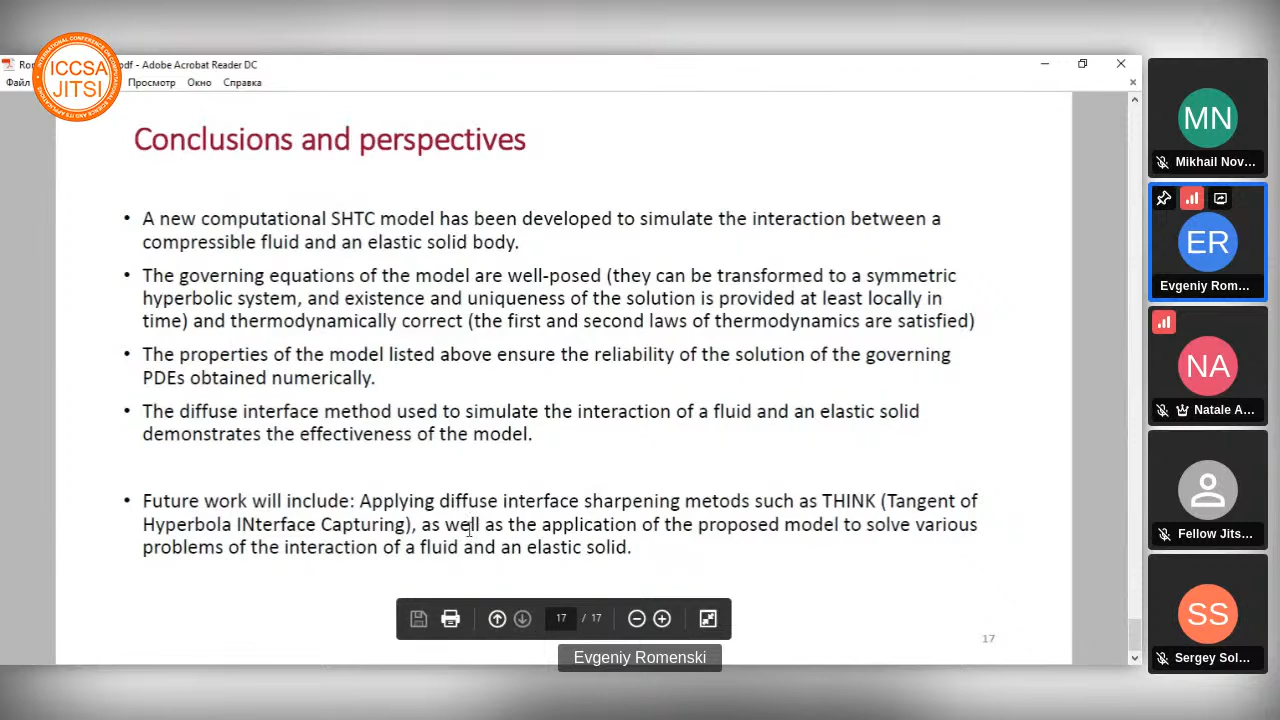 INTERNATIONAL CONFERENCE ON COMPUTATIONAL SCIENCE AND ITS APPLICATIONS
ICCSA
JITSI
Ron
pdf - Adobe Acrobat Reader DC
Файл
Просмотр
Окно
Справка
Conclusions and perspectives
• A new computational SHTC model has been developed to simulate the interaction between a
compressible fluid and an elastic solid body.
• The governing equations of the model are well-posed (they can be transformed to a symmetric
hyperbolic system, and existence and uniqueness of the solution is provided at least locally in
time) and thermodynamically correct (the first and second laws of thermodynamics are satisfied)
• The properties of the model listed above ensure the reliability of the solution of the governing
PDEs obtained numerically.
• The diffuse interface method used to simulate the interaction of a fluid and an elastic solid
demonstrates the effectiveness of the model.
• Future work will include: Applying diffuse interface sharpening metods such as THINK (Tangent of
Hyperbola INterface Capturing), as well as the application of the proposed model to solve various
problems of the interaction of a fluid and an elastic solid.
17 / 17
17
Evgeniy Romenski
MN
Mikhail Nov...
ER
Evgeniy Rom...
NA
Natale A...
Fellow Jits...
SS
Sergey Sol...